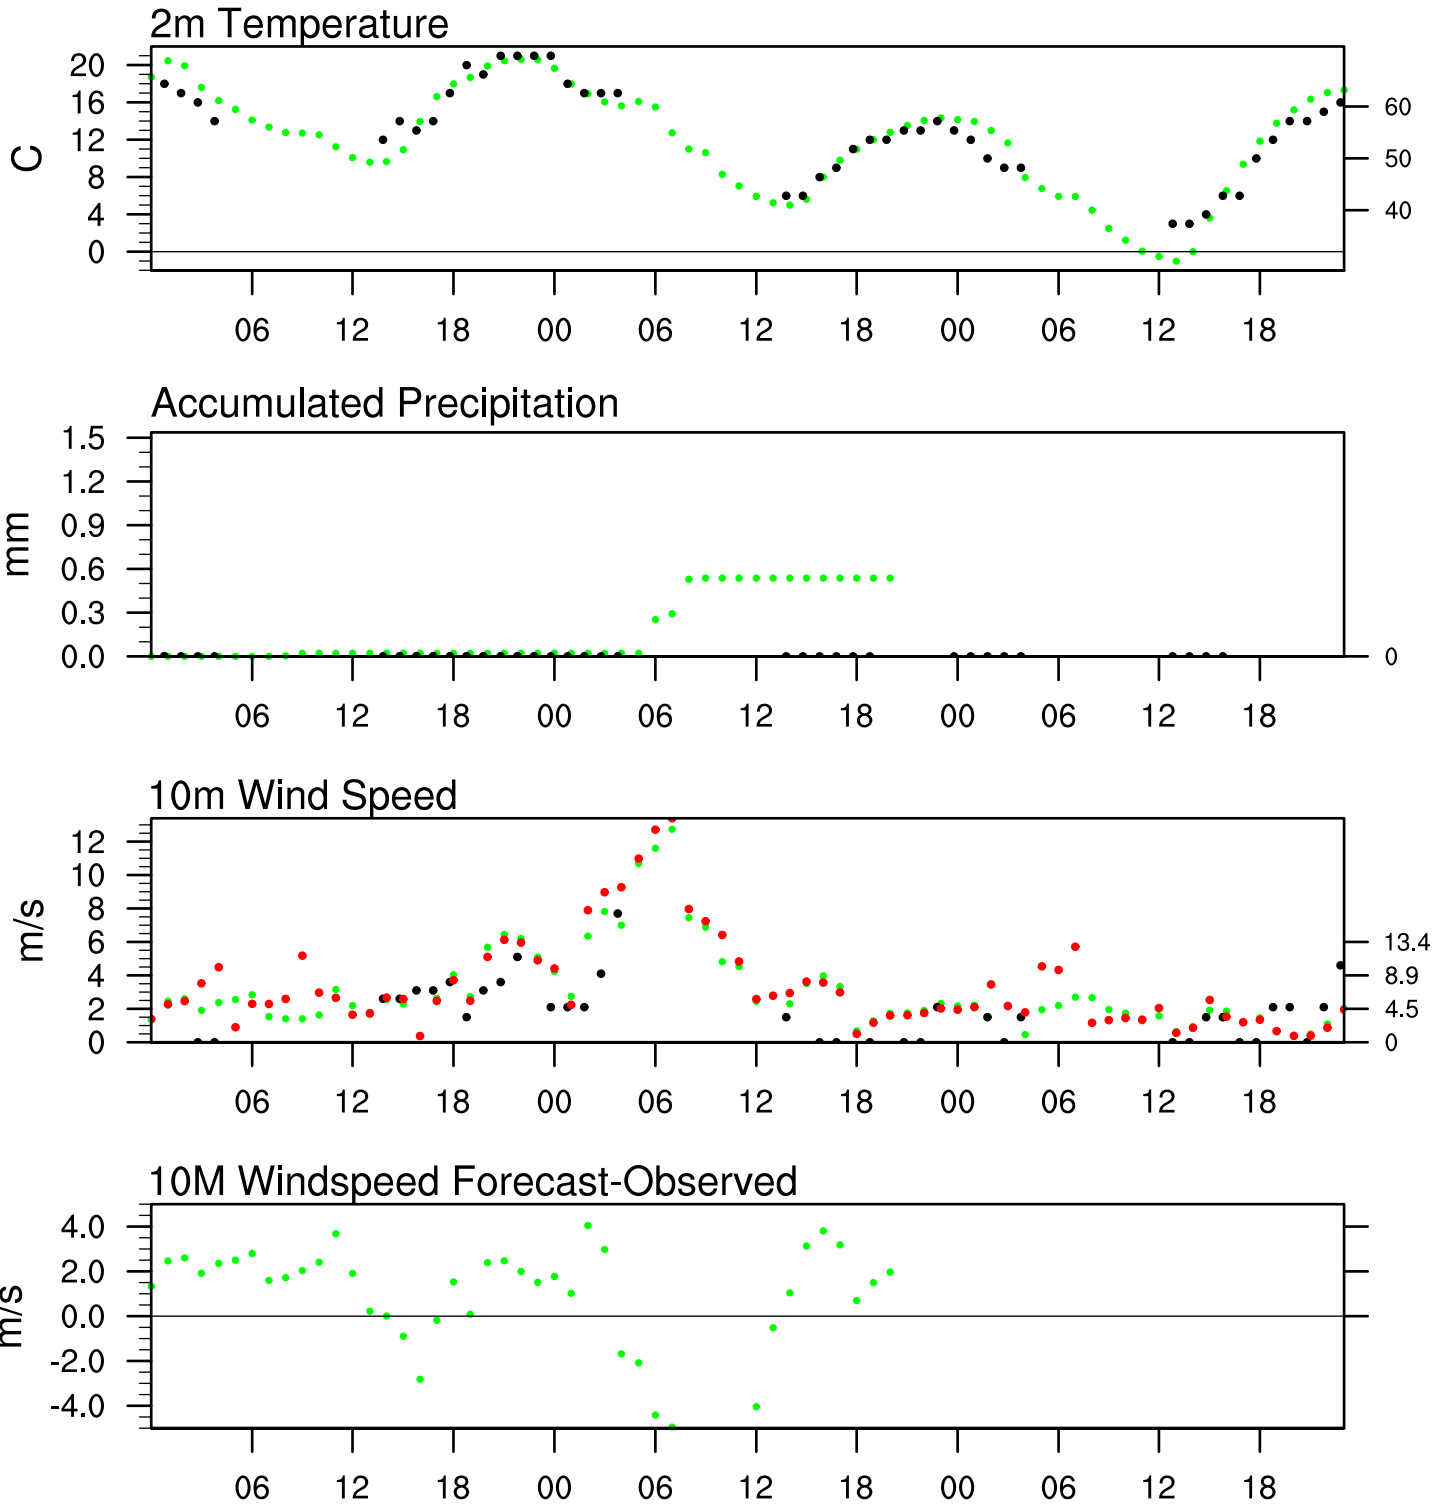 2m Temperature
20
16
12
8
4
0
C
60
50
40
06 12 18 00 06 12 18 00 06 12 18
Accumulated Precipitation
1.5
1.2
0.9
0.6
0.3
0.0
mm
0
06 12 18 00 06 12 18 00 06 12 18
10m Wind Speed
12
10
8
6
4
2
0
m/s
13.4
8.9
4.5
0
06 12 18 00 06 12 18 00 06 12 18
10M Windspeed Forecast-Observed
4.0
2.0
0.0
-2.0
-4.0
m/s
06 12 18 00 06 12 18 00 06 12 18